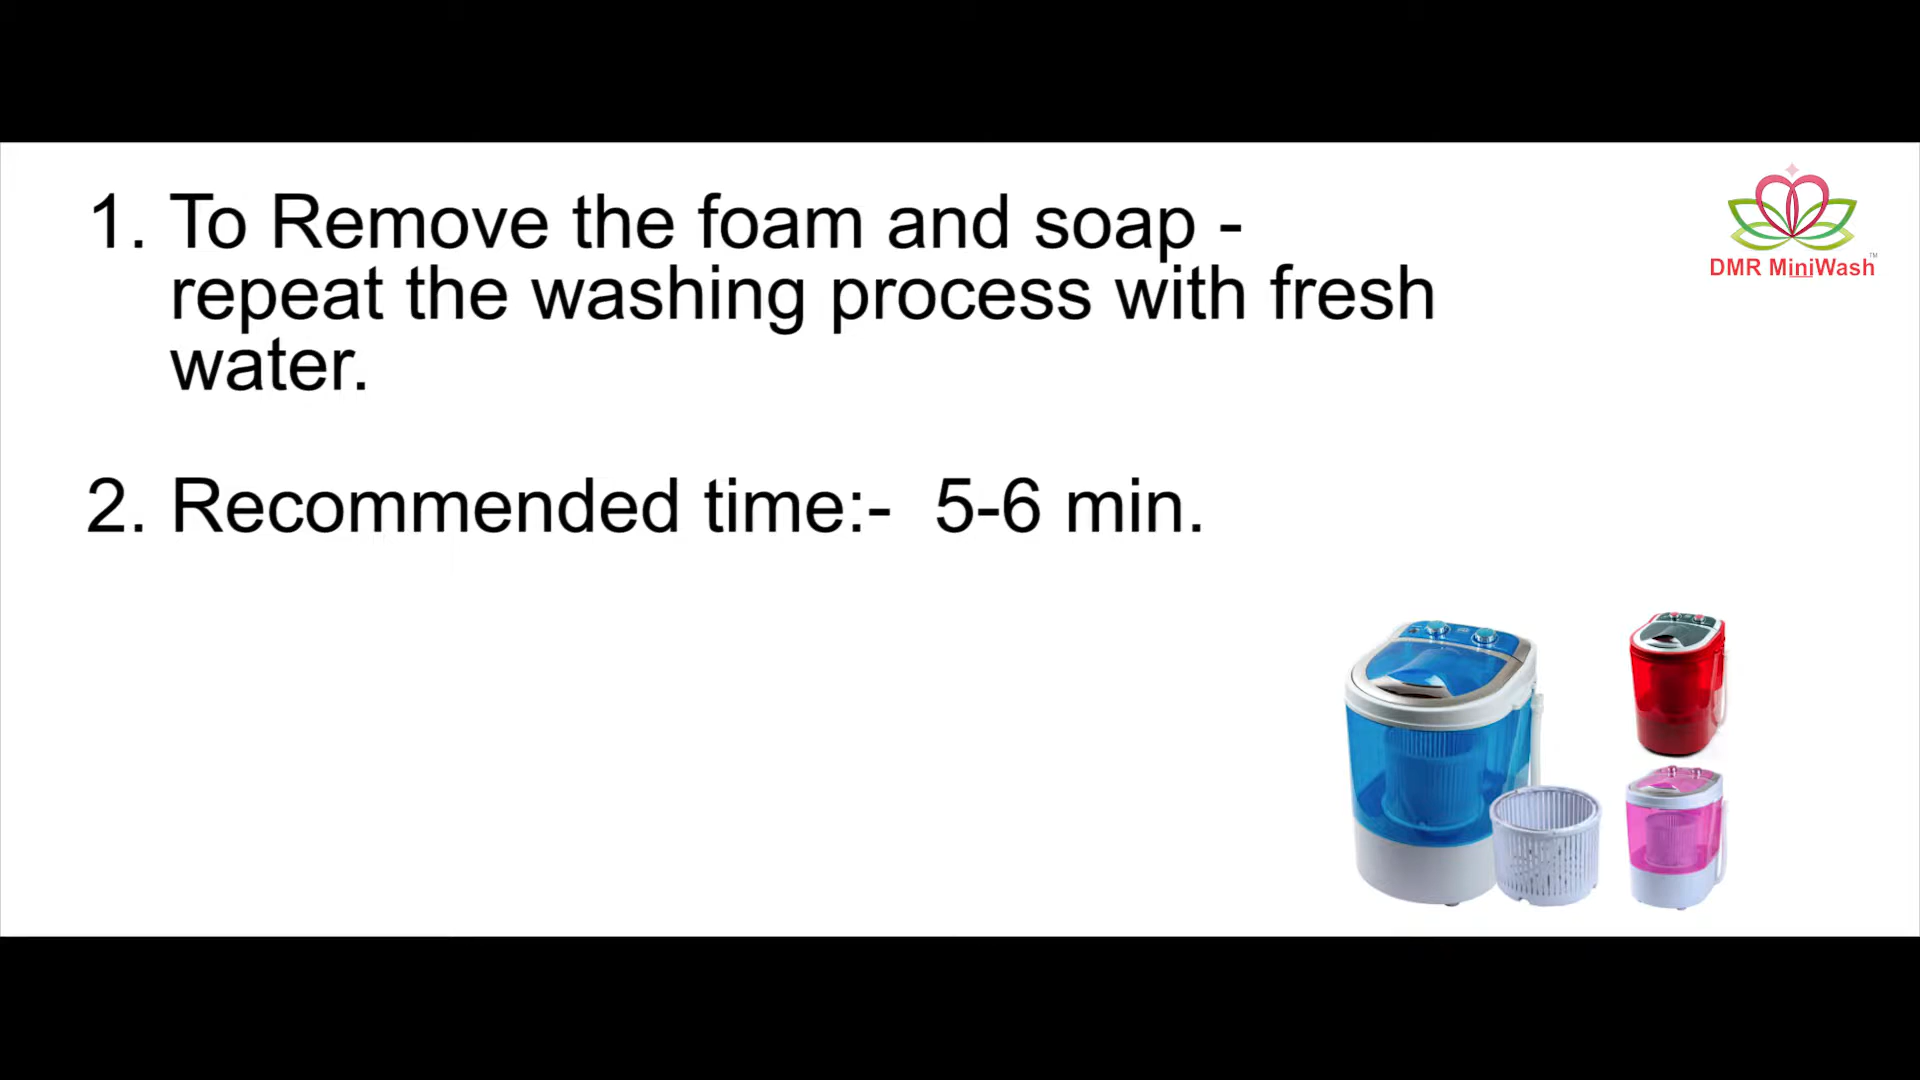 1. To Remove the foam and soap -
repeat the washing process with fresh
water.
2. Recommended time:-  5-6 min.
DMR MiniWash™